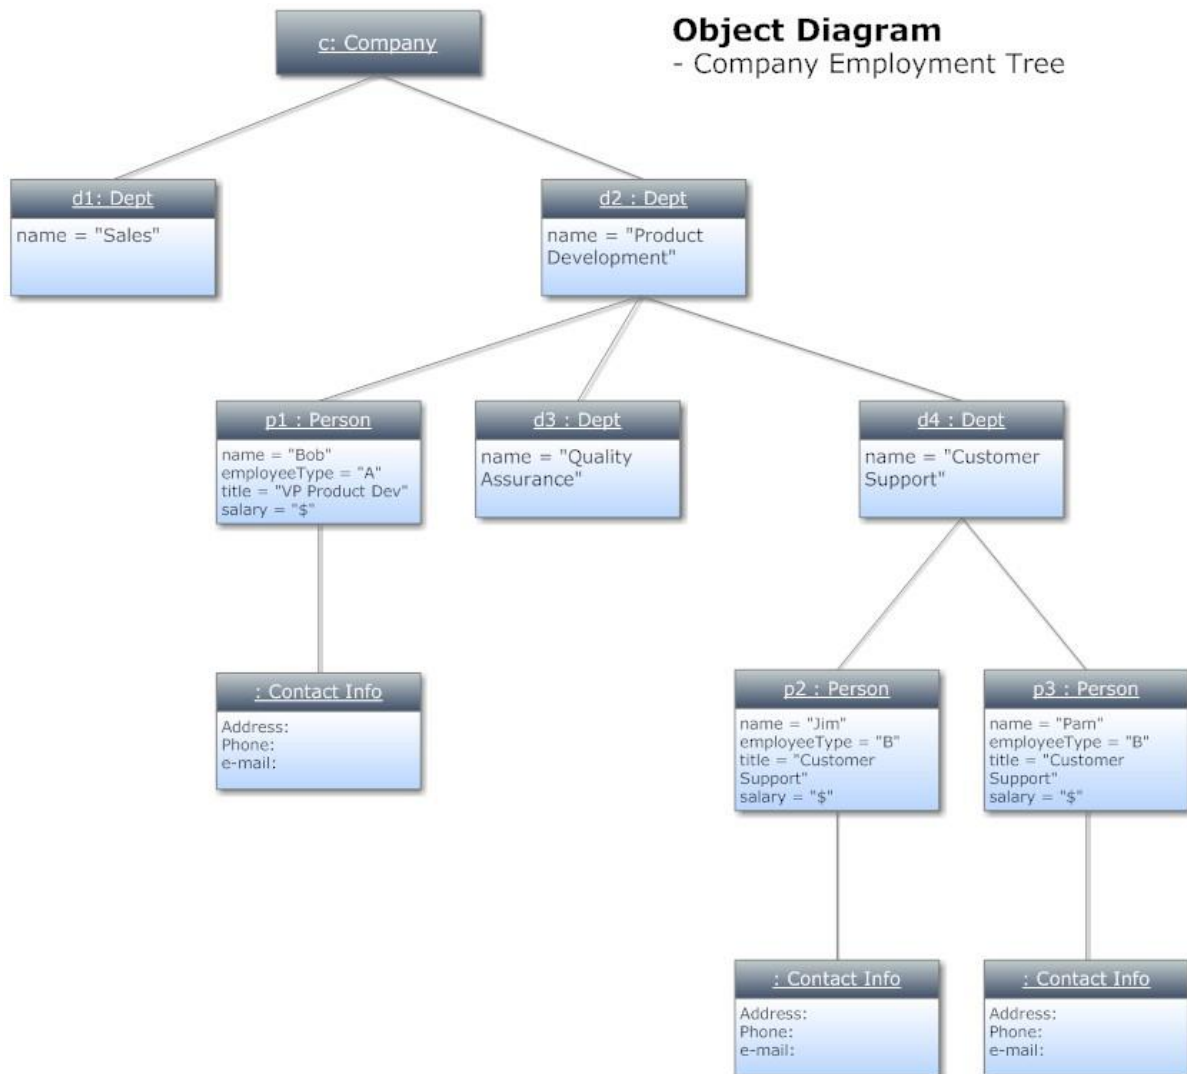 Object Diagram
- Company Employment Tree
c: Company
d1: Dept
name = "Sales"
d2 : Dept
name = "Product
Development"
p1 : Person
name = "Bob"
employeeType = "A"
title = "VP Product Dev"
salary = "$"
d3 : Dept
name = "Quality
Assurance"
d4 : Dept
name = "Customer
Support"
: Contact Info
Address:
Phone:
e-mail:
p2 : Person
name = "Jim"
employeeType = "B"
title = "Customer
Support"
salary = "$"
p3 : Person
name = "Pam"
employeeType = "B"
title = "Customer
Support"
salary = "$"
: Contact Info
Address:
Phone:
e-mail:
: Contact Info
Address:
Phone:
e-mail: